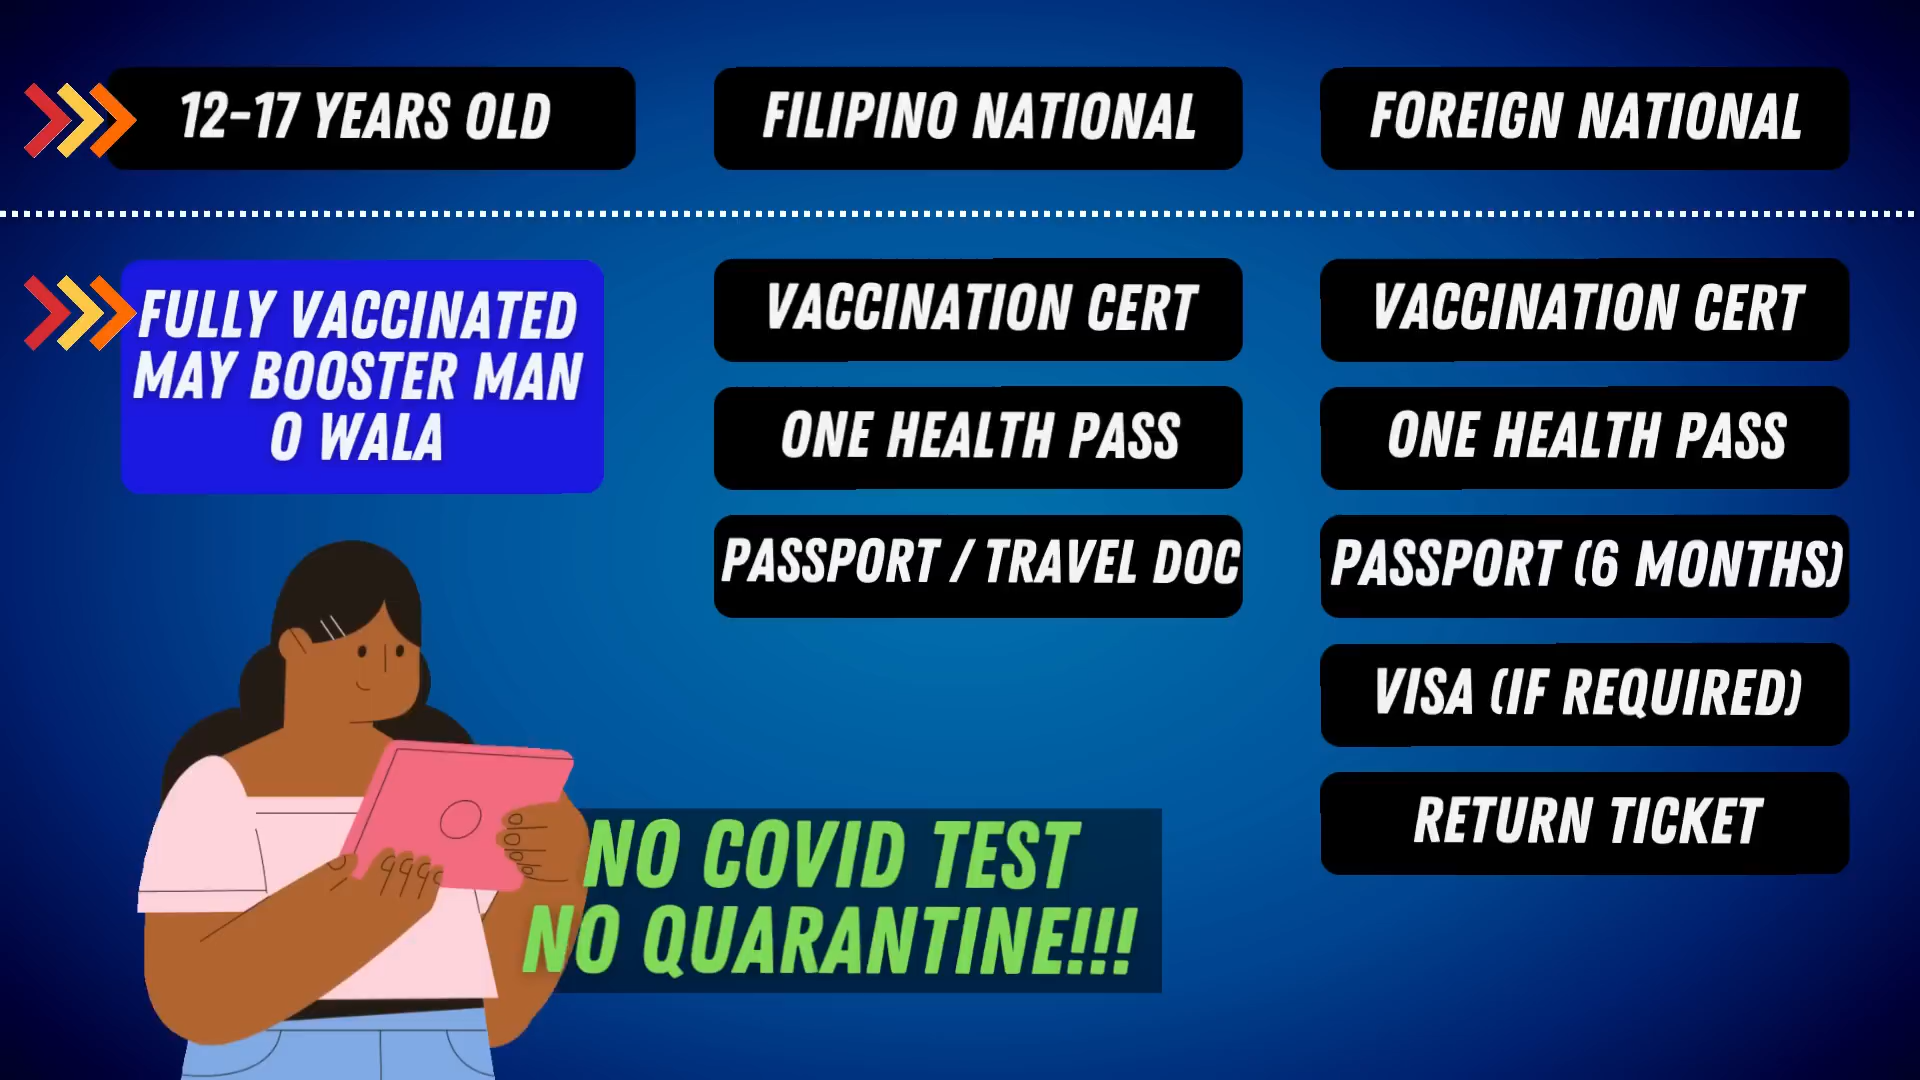 12-17 YEARS OLD
FILIPINO NATIONAL
FOREIGN NATIONAL
FULLY VACCINATED
MAY BOOSTER MAN
O WALA
VACCINATION CERT
ONE HEALTH PASS
PASSPORT / TRAVEL DOC
VACCINATION CERT
ONE HEALTH PASS
PASSPORT (6 MONTHS)
VISA (IF REQUIRED)
RETURN TICKET
NO COVID TEST
NO QUARANTINE!!!